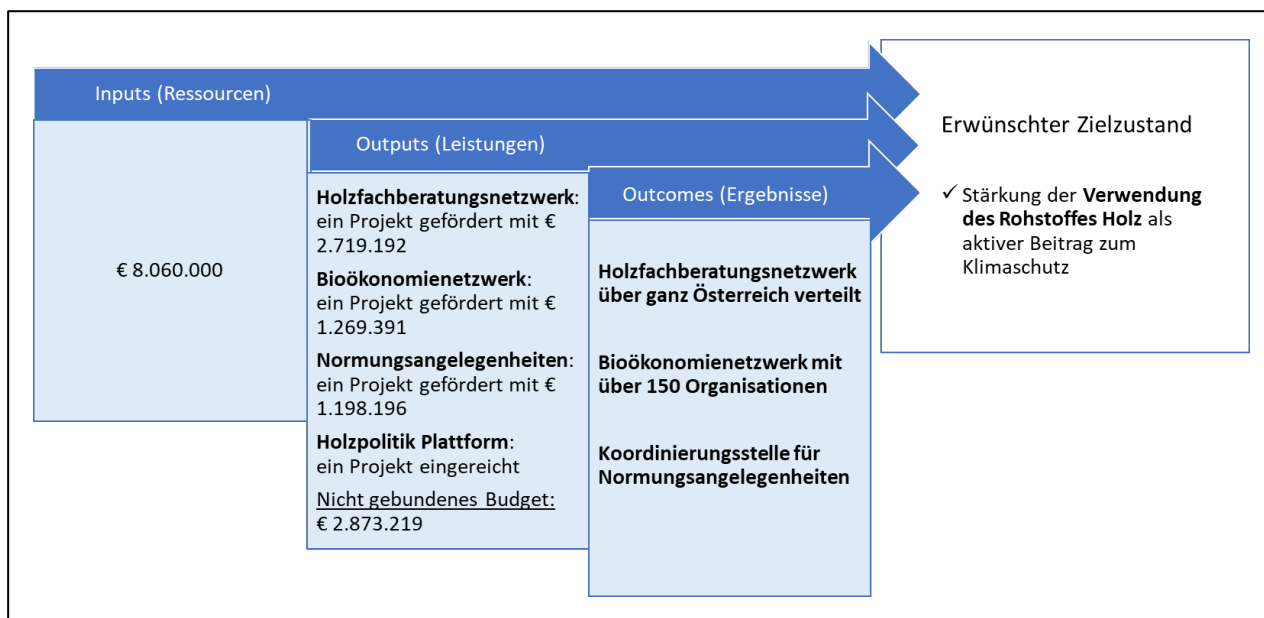 Inputs (Ressourcen)
€ 8.060.000
Outputs (Leistungen)
Holzfachberatungsnetzwerk:
ein Projekt gefördert mit €
2.719.192
Bioökonomienetzwerk:
ein Projekt gefördert mit €
1.269.391
Normungsangelegenheiten:
ein Projekt gefördert mit €
1.198.196
Holzpolitik Plattform:
ein Projekt eingereicht
Nicht gebundenes Budget:
€ 2.873.219
Outcomes (Ergebnisse)
Holzfachberatungsnetzwerk
über ganz Österreich verteilt
Bioökonomienetzwerk mit
über 150 Organisationen
Koordinierungsstelle für
Normungsangelegenheiten
Erwünschter Zielzustand
✓ Stärkung der Verwendung
des Rohstoffes Holz als
aktiver Beitrag zum
Klimaschutz